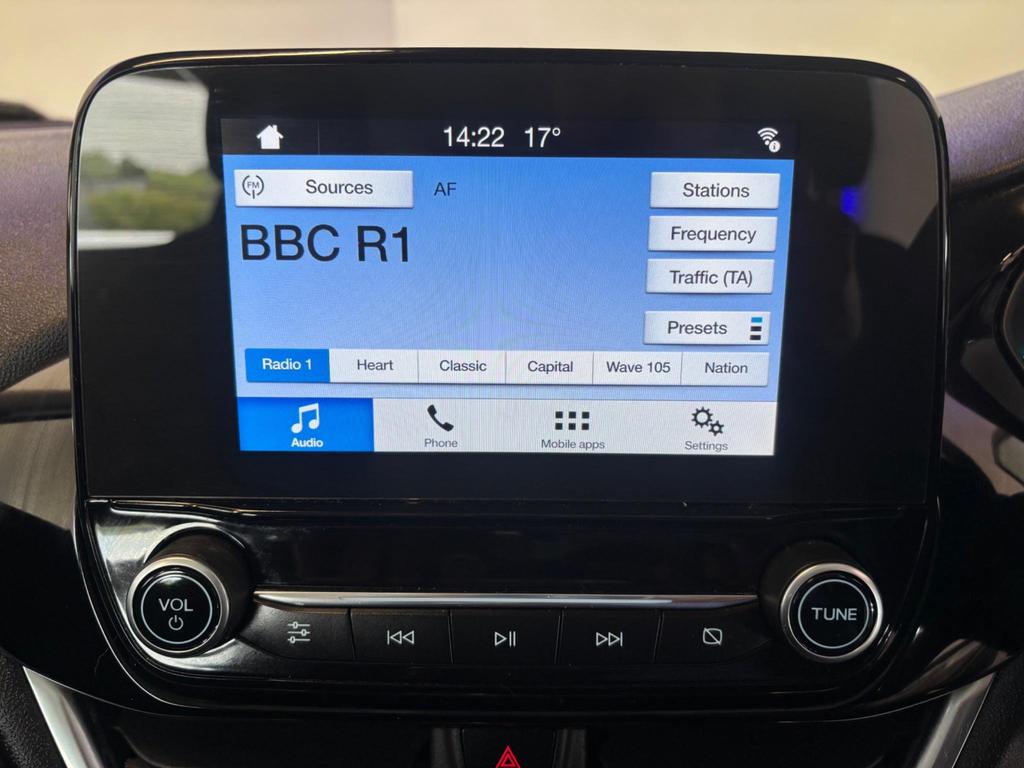 14:22 17°
FM Sources AF Stations
BBC R1
Frequency
Traffic (TA)
Presets
Radio 1 Heart Classic Capital Wave 105 Nation
Audio Phone Mobile apps Settings
VOL TUNE